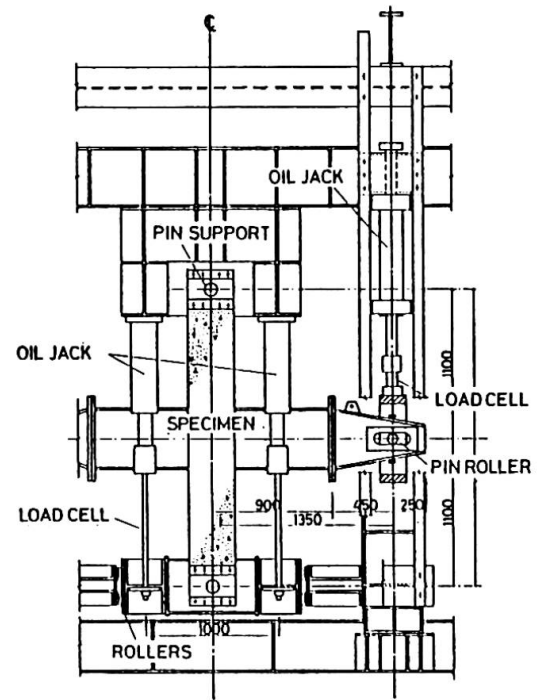 ℄
OIL JACK
PIN SUPPORT
OIL JACK
1100
LOAD CELL
SPECIMEN
PIN ROLLER
900
450
250
1350
1100
LOAD CELL
1000
ROLLERS